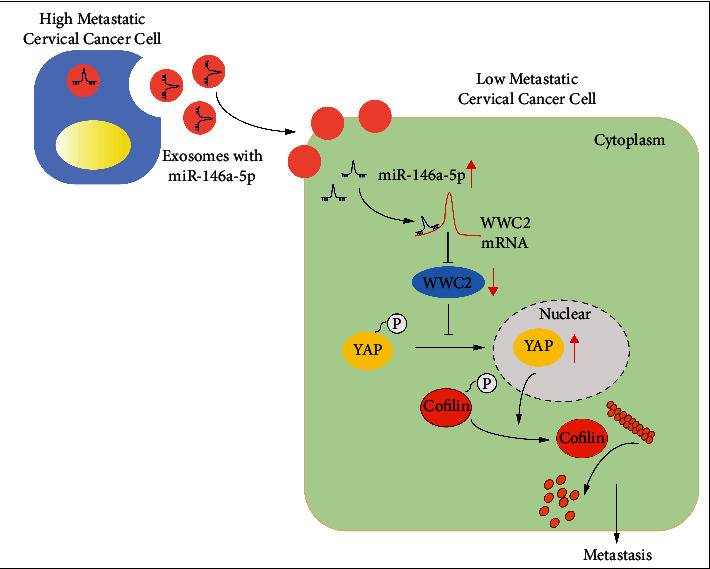 High Metastatic
Cervical Cancer Cell
Exosomes with
miR-146a-5p
Low Metastatic
Cervical Cancer Cell
Cytoplasm
miR-146a-5p
WWC2
mRNA
WWC2
Nuclear
P
YAP
YAP
P
Cofilin
Cofilin
Metastasis